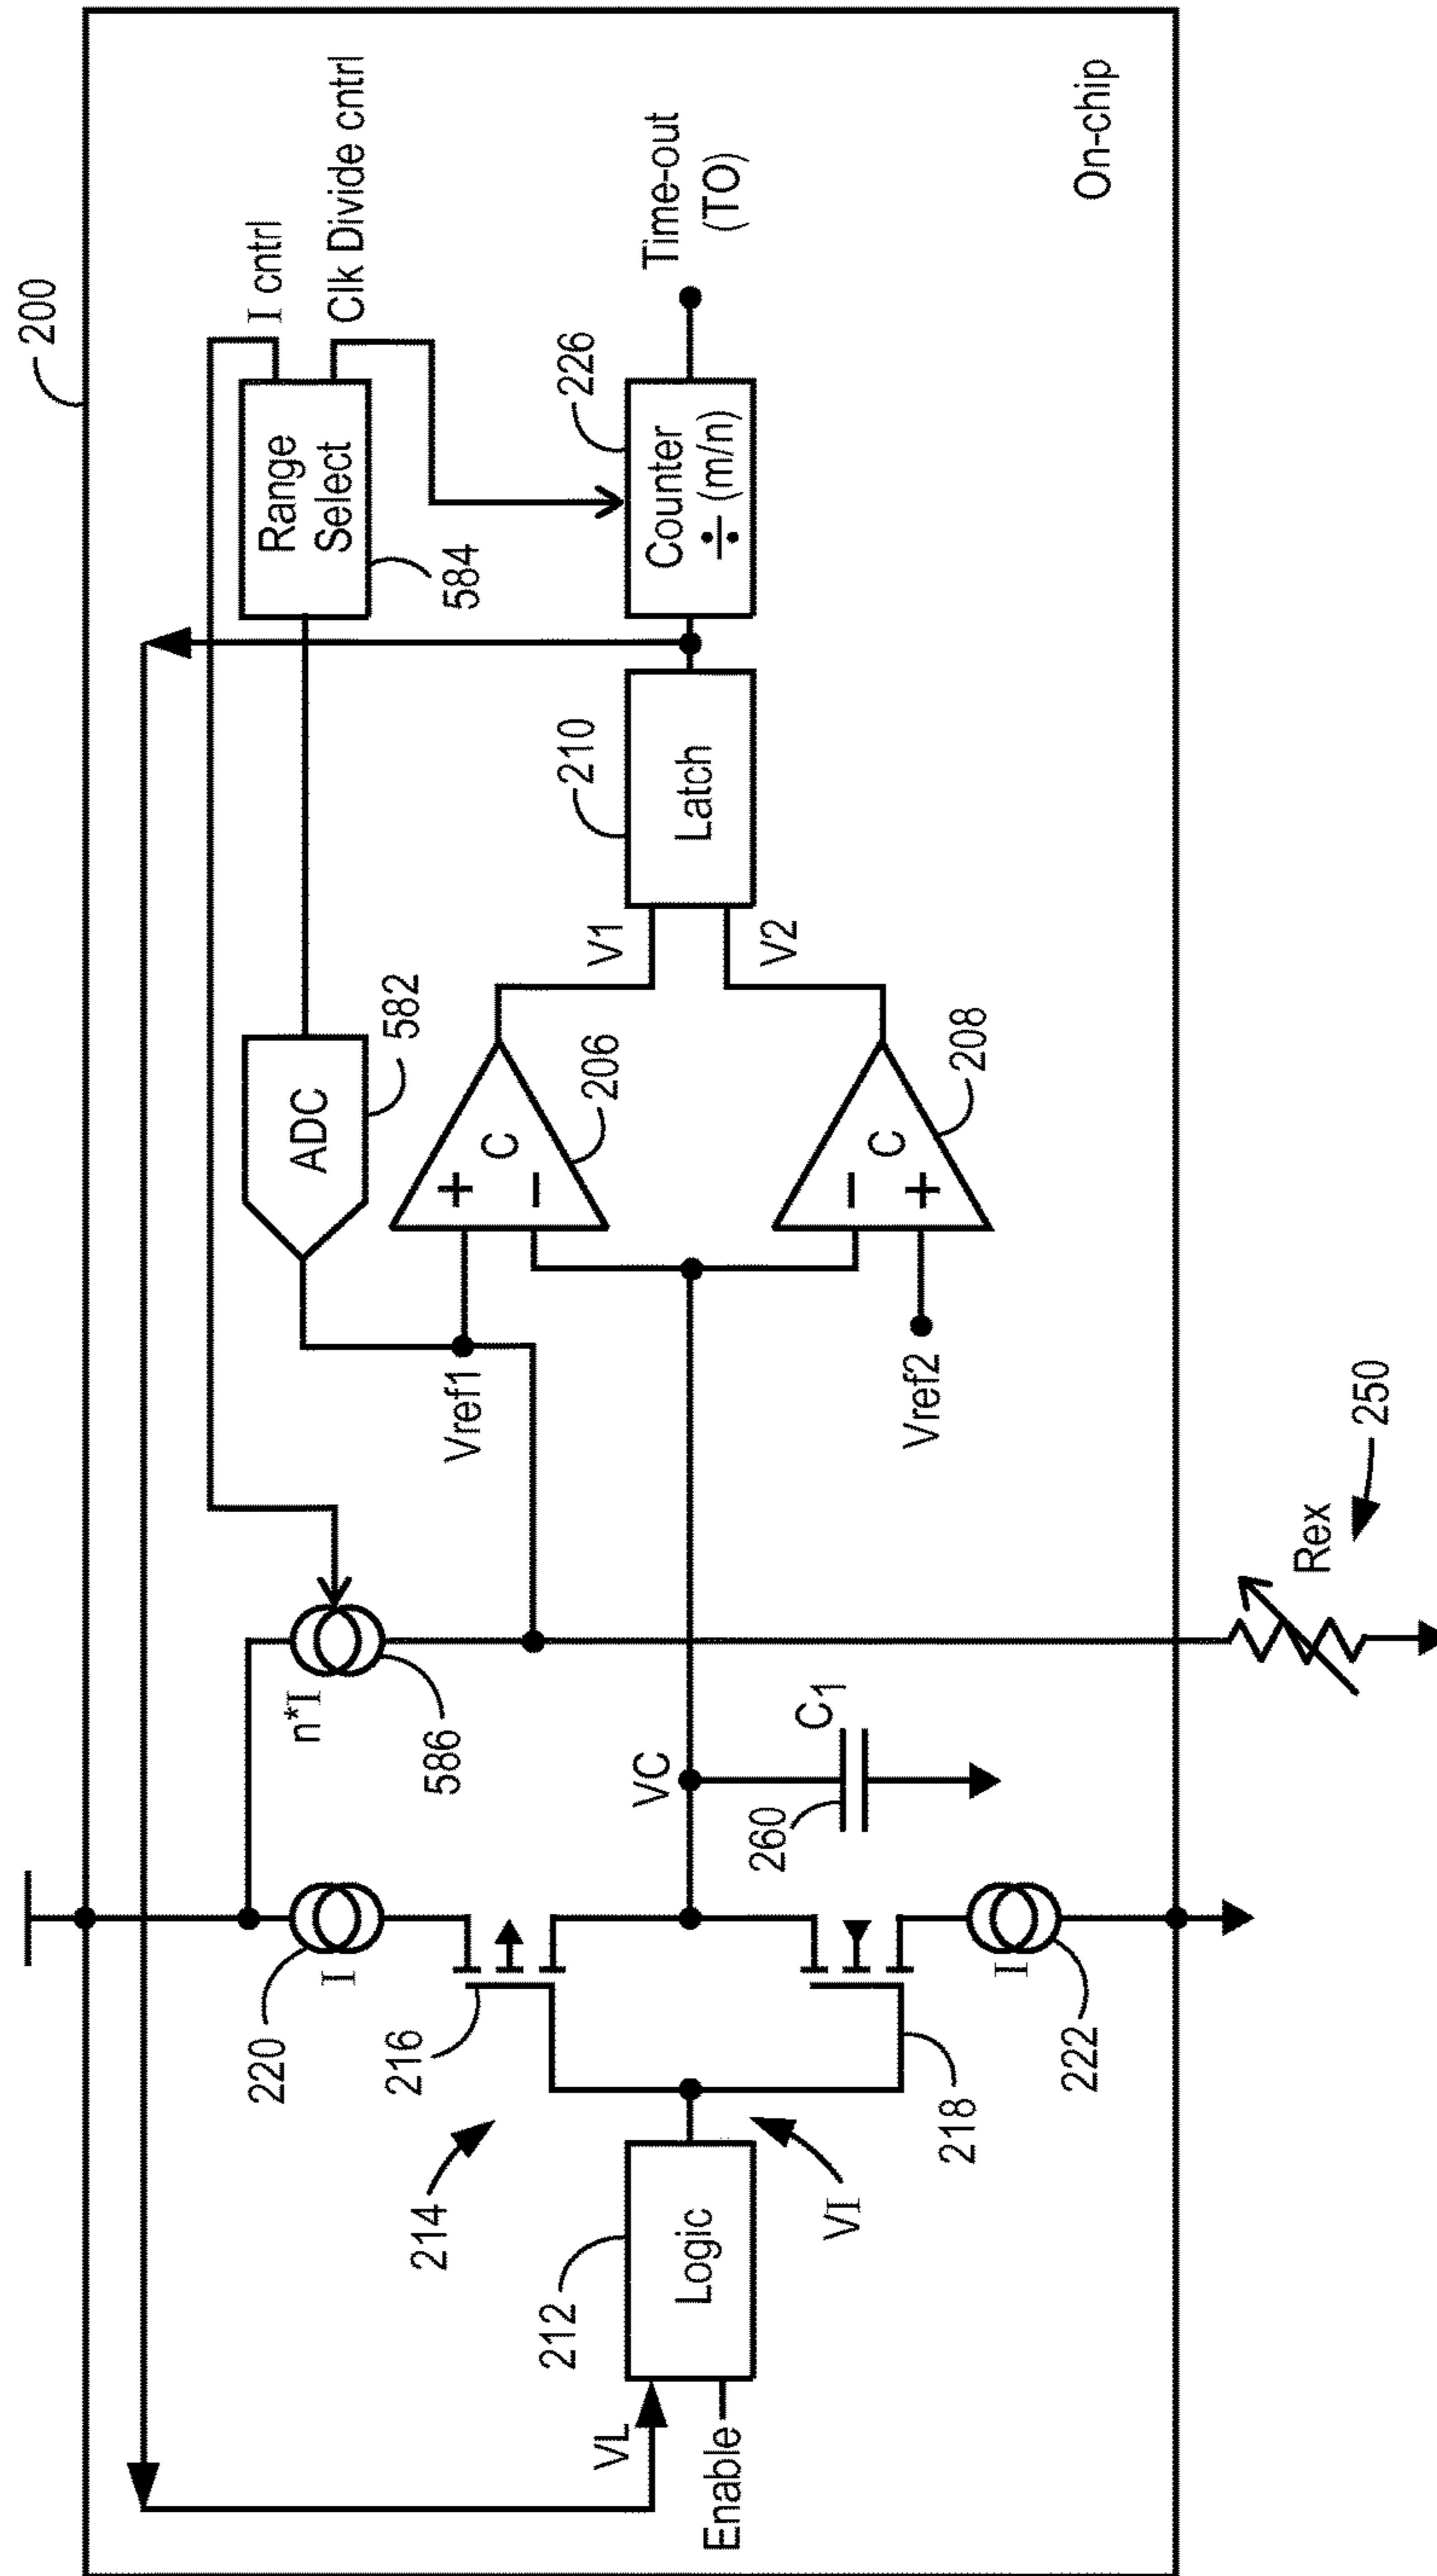 200
I cntrl
Clk Divide cntrl
Range
Select
584
ADC
582
n*I
586
220
I
216
214
Vref1
+
−
C
206
V1
210
Latch
226
Counter
÷ (m/n)
Time-out
(TO)
VL
212
Logic
Enable
VI
VC
C1
260
218
I
222
Vref2
−
+
C
208
V2
Rex
250
On-chip